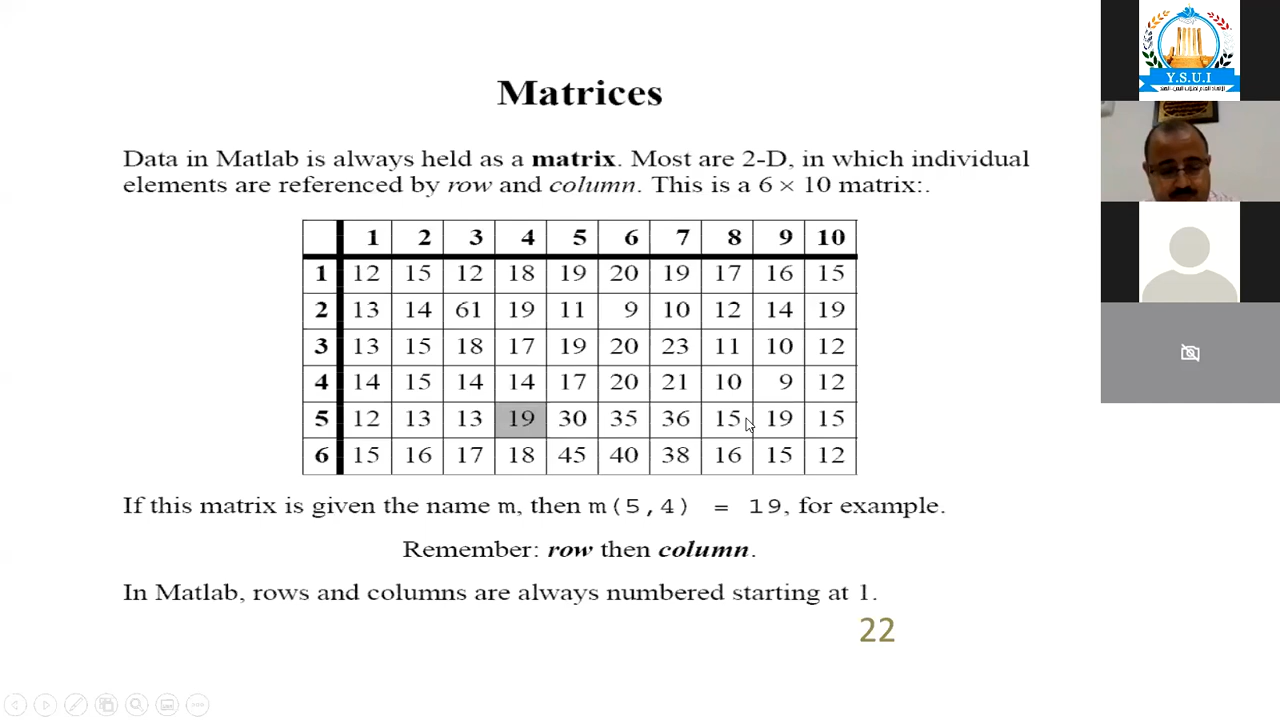 Matrices
Data in Matlab is always held as a matrix. Most are 2-D, in which individual
elements are referenced by row and column. This is a 6 × 10 matrix:.
1 2 3 4 5 6 7 8 9 10
1 12 15 12 18 19 20 19 17 16 15
2 13 14 61 19 11 9 10 12 14 19
3 13 15 18 17 19 20 23 11 10 12
4 14 15 14 14 17 20 21 10 9 12
5 12 13 13 19 30 35 36 15 19 15
6 15 16 17 18 45 40 38 16 15 12
If this matrix is given the name m, then m(5,4) = 19, for example.
Remember: row then column.
In Matlab, rows and columns are always numbered starting at 1.
22
Y.S.U.I